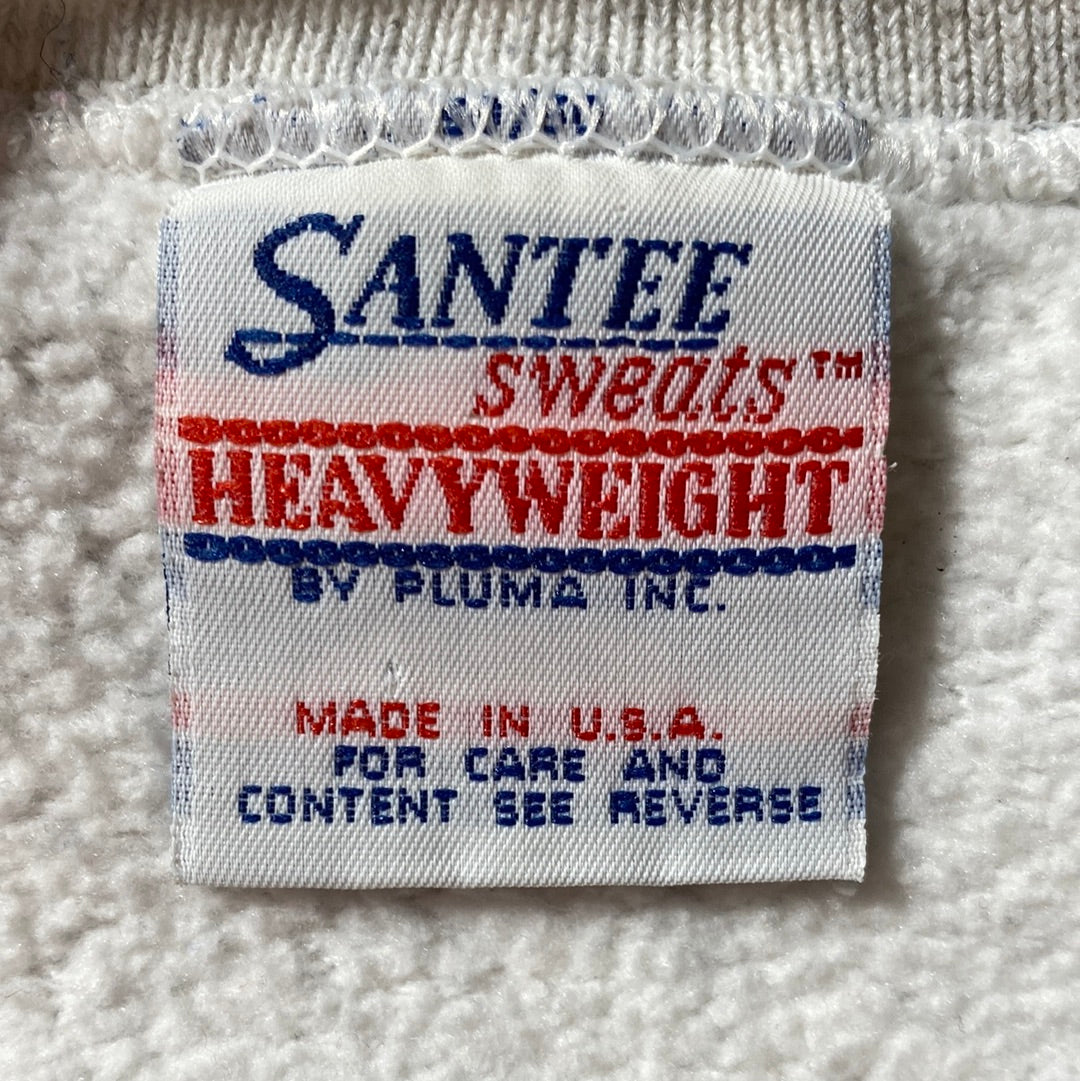 SANTEE
sweats™
HEAVYWEIGHT
BY PLUMA INC.
MADE IN U.S.A.
FOR CARE AND
CONTENT SEE REVERSE